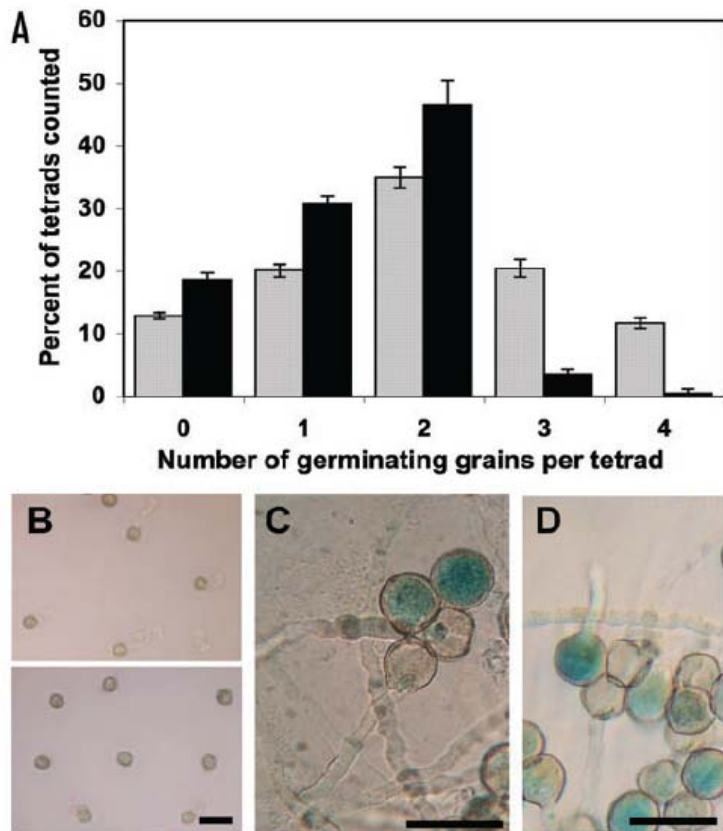 A
60
50
40
30
20
10
0
Percent of tetrads counted
0 1 2 3 4
Number of germinating grains per tetrad
B
C
D